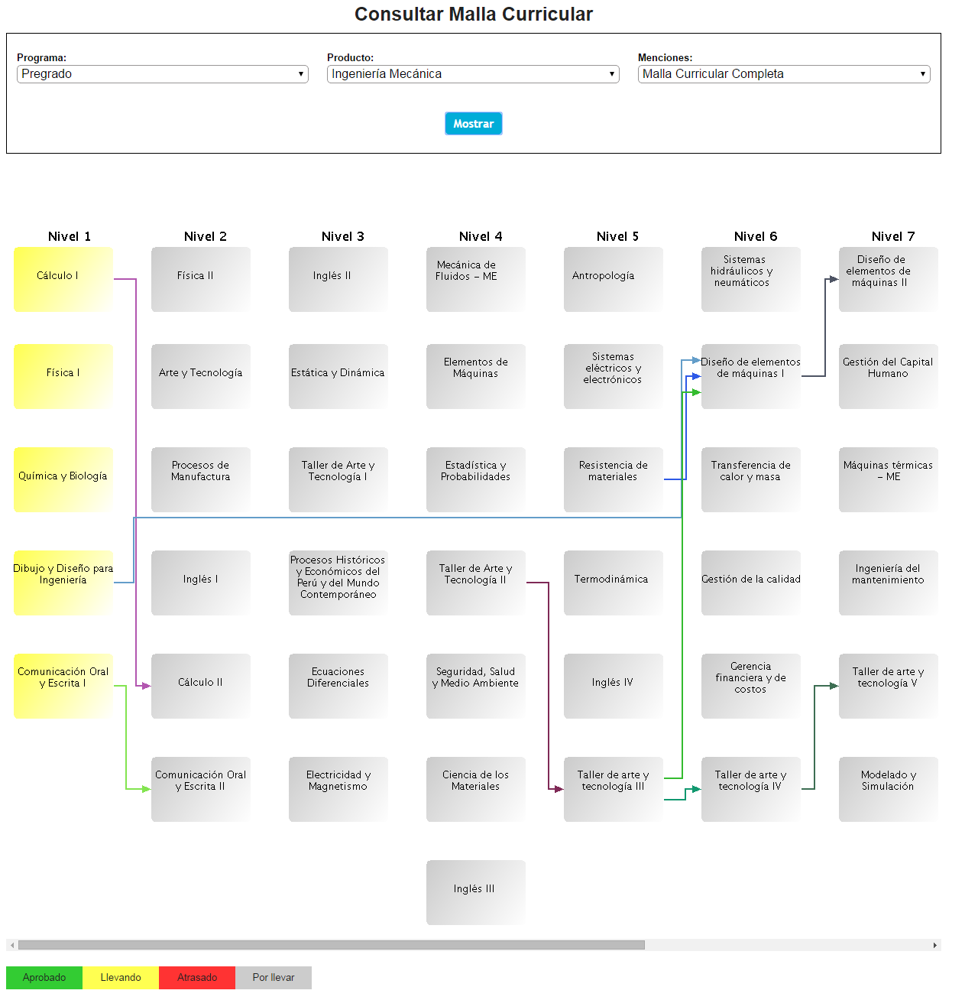 Consultar Malla Curricular
Programa:
Pregrado
Producto:
Ingeniería Mecánica
Menciones:
Malla Curricular Completa
Mostrar
Nivel 1
Nivel 2
Nivel 3
Nivel 4
Nivel 5
Nivel 6
Nivel 7
Cálculo I
Física II
Inglés II
Mecánica de
Fluidos - ME
Antropología
Sistemas
hidráulicos y
neumáticos
Diseño de
elementos de
máquinas II
Física I
Arte y Tecnología
Estática y Dinámica
Elementos de
Máquinas
Sistemas
eléctricos y
electrónicos
Diseño de elementos
de máquinas I
Gestión del Capital
Humano
Química y Biología
Procesos de
Manufactura
Taller de Arte y
Tecnología I
Estadística y
Probabilidades
Resistencia de
materiales
Transferencia de
calor y masa
Máquinas térmicas
- ME
Dibujo y Diseño para
Ingeniería
Inglés I
Procesos Históricos
y Económicos del
Perú y del Mundo
Contemporáneo
Taller de Arte y
Tecnología II
Termodinámica
Gestión de la calidad
Ingeniería del
mantenimiento
Comunicación Oral
y Escrita I
Cálculo II
Ecuaciones
Diferenciales
Seguridad, Salud
y Medio Ambiente
Inglés IV
Gerencia
financiera y de
costos
Taller de arte y
tecnología V
Comunicación Oral
y Escrita II
Electricidad y
Magnetismo
Ciencia de los
Materiales
Taller de arte y
tecnología III
Taller de arte y
tecnología IV
Modelado y
Simulación
Inglés III
Aprobado
Llevando
Atrasado
Por llevar